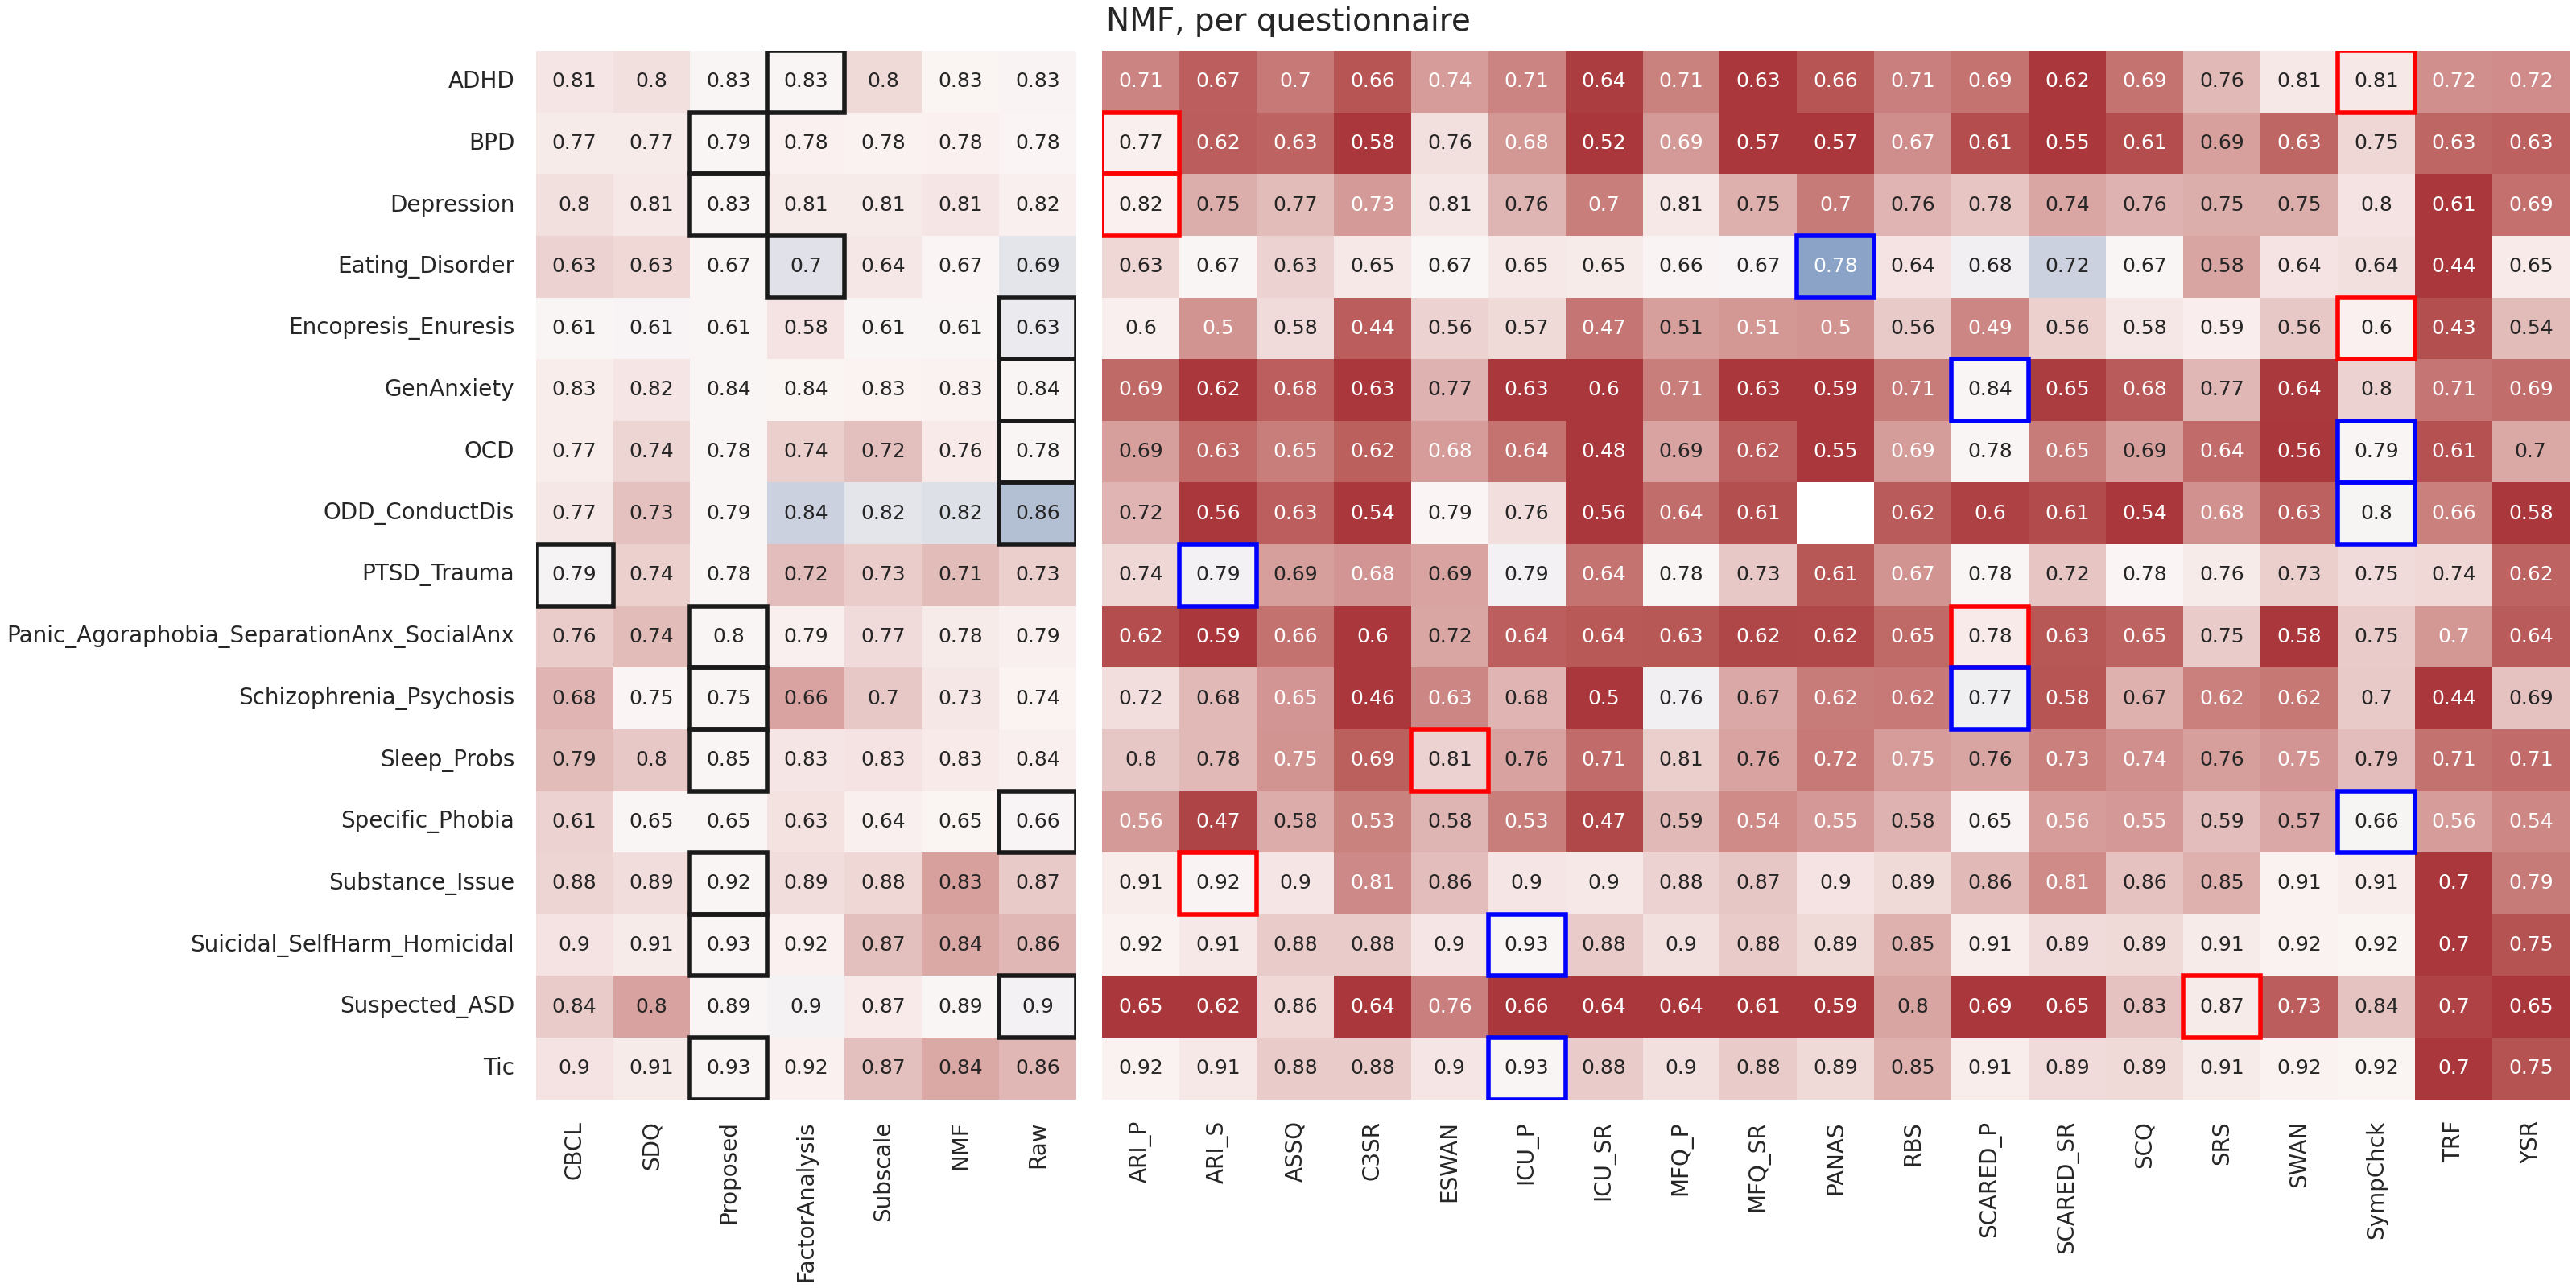 NMF, per questionnaire
ADHD 0.81 0.8 0.83 0.83 0.8 0.83 0.83 0.71 0.67 0.7 0.66 0.74 0.71 0.64 0.71 0.63 0.66 0.71 0.69 0.62 0.69 0.76 0.81 0.81 0.72 0.72
BPD 0.77 0.77 0.79 0.78 0.78 0.78 0.78 0.77 0.62 0.63 0.58 0.76 0.68 0.52 0.69 0.57 0.57 0.67 0.61 0.55 0.61 0.69 0.63 0.75 0.63 0.63
Depression 0.8 0.81 0.83 0.81 0.81 0.81 0.82 0.82 0.75 0.77 0.73 0.81 0.76 0.7 0.81 0.75 0.7 0.76 0.78 0.74 0.76 0.75 0.75 0.8 0.61 0.69
Eating_Disorder 0.63 0.63 0.67 0.7 0.64 0.67 0.69 0.63 0.67 0.63 0.65 0.67 0.65 0.65 0.66 0.67 0.78 0.64 0.68 0.72 0.67 0.58 0.64 0.64 0.44 0.65
Encopresis_Enuresis 0.61 0.61 0.61 0.58 0.61 0.61 0.63 0.6 0.5 0.58 0.44 0.56 0.57 0.47 0.51 0.51 0.5 0.56 0.49 0.56 0.58 0.59 0.56 0.6 0.43 0.54
GenAnxiety 0.83 0.82 0.84 0.84 0.83 0.83 0.84 0.69 0.62 0.68 0.63 0.77 0.63 0.6 0.71 0.63 0.59 0.71 0.84 0.65 0.68 0.77 0.64 0.8 0.71 0.69
OCD 0.77 0.74 0.78 0.74 0.72 0.76 0.78 0.69 0.63 0.65 0.62 0.68 0.64 0.48 0.69 0.62 0.55 0.69 0.78 0.65 0.69 0.64 0.56 0.79 0.61 0.7
ODD_ConductDis 0.77 0.73 0.79 0.84 0.82 0.82 0.86 0.72 0.56 0.63 0.54 0.79 0.76 0.56 0.64 0.61 0.62 0.6 0.61 0.54 0.68 0.63 0.8 0.66 0.58
PTSD_Trauma 0.79 0.74 0.78 0.72 0.73 0.71 0.73 0.74 0.79 0.69 0.68 0.69 0.79 0.64 0.78 0.73 0.61 0.67 0.78 0.72 0.78 0.76 0.73 0.75 0.74 0.62
Panic_Agoraphobia_SeparationAnx_SocialAnx 0.76 0.74 0.8 0.79 0.77 0.78 0.79 0.62 0.59 0.66 0.6 0.72 0.64 0.64 0.63 0.62 0.62 0.65 0.78 0.63 0.65 0.75 0.58 0.75 0.7 0.64
Schizophrenia_Psychosis 0.68 0.75 0.75 0.66 0.7 0.73 0.74 0.72 0.68 0.65 0.46 0.63 0.68 0.5 0.76 0.67 0.62 0.62 0.77 0.58 0.67 0.62 0.62 0.7 0.44 0.69
Sleep_Probs 0.79 0.8 0.85 0.83 0.83 0.83 0.84 0.8 0.78 0.75 0.69 0.81 0.76 0.71 0.81 0.76 0.72 0.75 0.76 0.73 0.74 0.76 0.75 0.79 0.71 0.71
Specific_Phobia 0.61 0.65 0.65 0.63 0.64 0.65 0.66 0.56 0.47 0.58 0.53 0.58 0.53 0.47 0.59 0.54 0.55 0.58 0.65 0.56 0.55 0.59 0.57 0.66 0.56 0.54
Substance_Issue 0.88 0.89 0.92 0.89 0.88 0.83 0.87 0.91 0.92 0.9 0.81 0.86 0.9 0.9 0.88 0.87 0.9 0.89 0.86 0.81 0.86 0.85 0.91 0.91 0.7 0.79
Suicidal_SelfHarm_Homicidal 0.9 0.91 0.93 0.92 0.87 0.84 0.86 0.92 0.91 0.88 0.88 0.9 0.93 0.88 0.9 0.88 0.89 0.85 0.91 0.89 0.89 0.91 0.92 0.92 0.7 0.75
Suspected_ASD 0.84 0.8 0.89 0.9 0.87 0.89 0.9 0.65 0.62 0.86 0.64 0.76 0.66 0.64 0.64 0.61 0.59 0.8 0.69 0.65 0.83 0.87 0.73 0.84 0.7 0.65
Tic 0.9 0.91 0.93 0.92 0.87 0.84 0.86 0.92 0.91 0.88 0.88 0.9 0.93 0.88 0.9 0.88 0.89 0.85 0.91 0.89 0.89 0.91 0.92 0.92 0.7 0.75
CBCL SDQ Proposed FactorAnalysis Subscale NMF Raw ARI_P ARI_S ASSQ C3SR ESWAN ICU_P ICU_SR MFQ_P MFQ_SR PANAS RBS SCARED_P SCARED_SR SCQ SRS SWAN SympChck TRF YSR